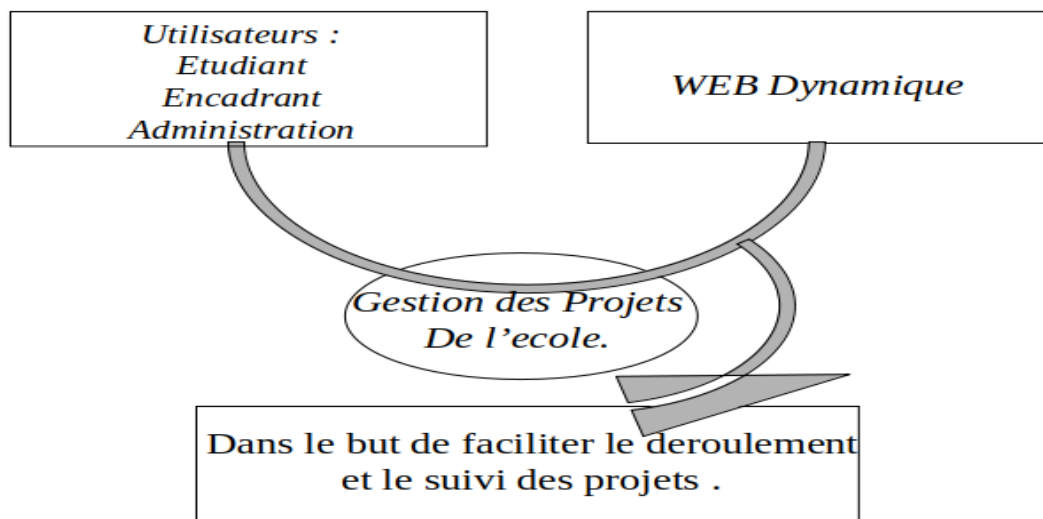 Utilisateurs :
Etudiant
Encadrant
Administration
WEB Dynamique
Gestion des Projets
De l’ecole.
Dans le but de faciliter le deroulement
et le suivi des projets .